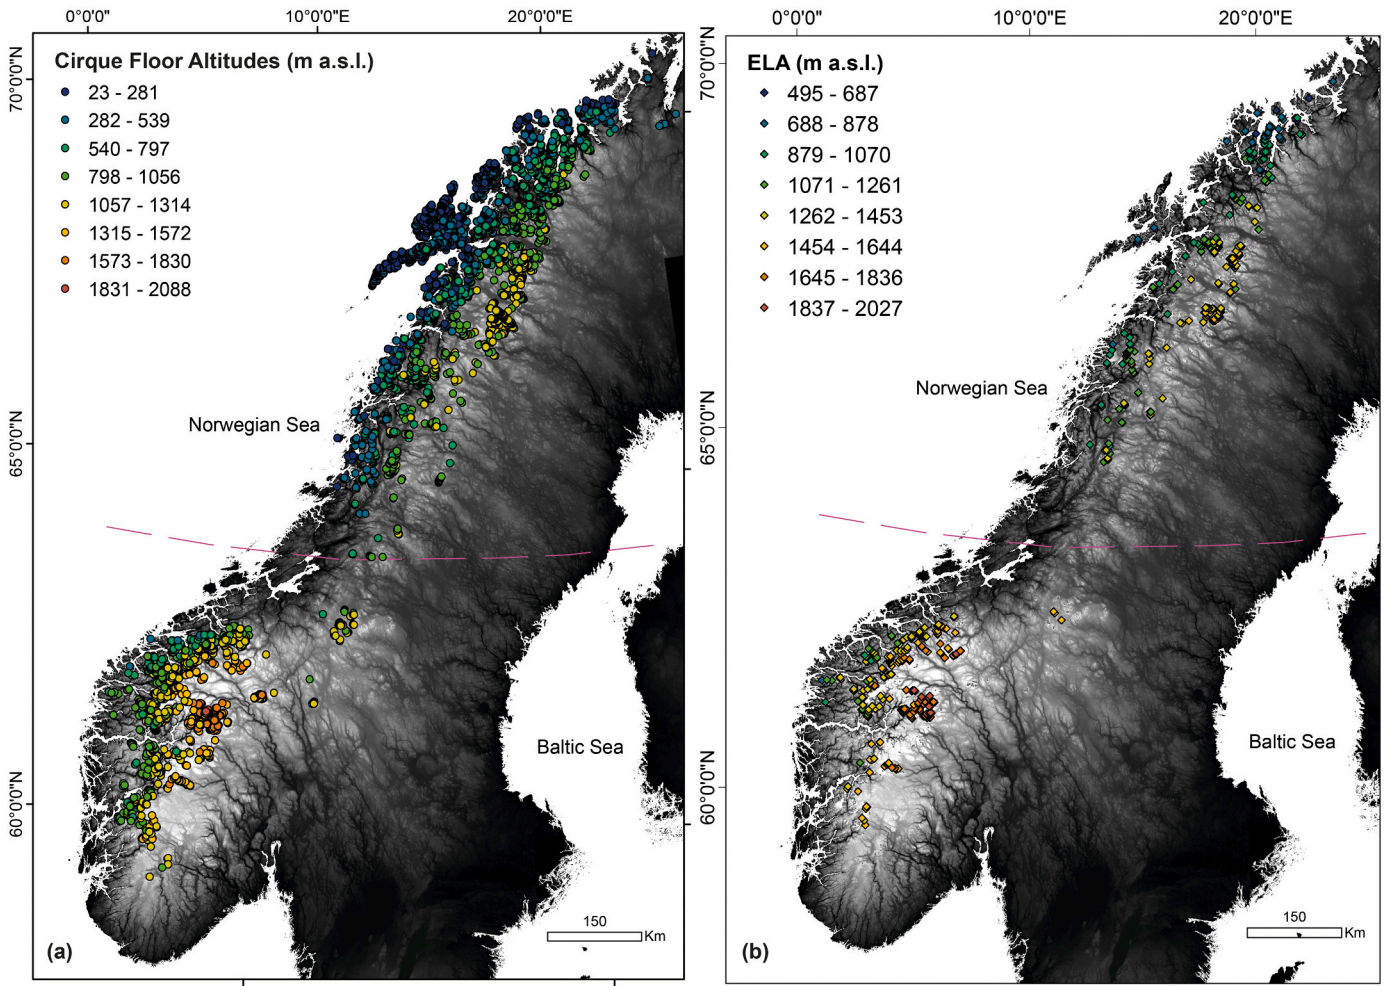 0°0'0"
10°0'0"E
20°0'0"E
Cirque Floor Altitudes (m a.s.l.)
23 - 281
282 - 539
540 - 797
798 - 1056
1057 - 1314
1315 - 1572
1573 - 1830
1831 - 2088
70°0'0"N
65°0'0"N
60°0'0"N
Norwegian Sea
Baltic Sea
150
Km
(a)
0°0'0"
10°0'0"E
20°0'0"E
ELA (m a.s.l.)
495 - 687
688 - 878
879 - 1070
1071 - 1261
1262 - 1453
1454 - 1644
1645 - 1836
1837 - 2027
70°0'0"N
65°0'0"N
60°0'0"N
Norwegian Sea
Baltic Sea
150
Km
(b)